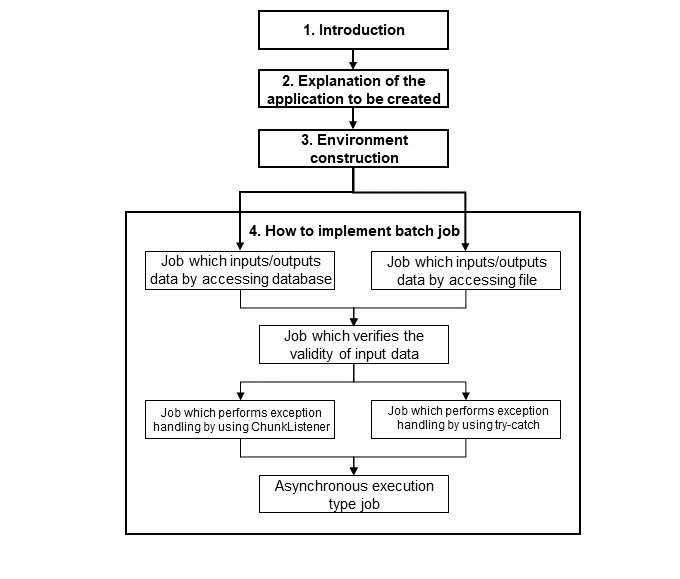 1. Introduction
2. Explanation of the
application to be created
3. Environment
construction
4. How to implement batch job
Job which inputs/outputs
data by accessing database
Job which inputs/outputs
data by accessing file
Job which verifies the
validity of input data
Job which performs exception
handling by using ChunkListener
Job which performs exception
handling by using try-catch
Asynchronous execution
type job